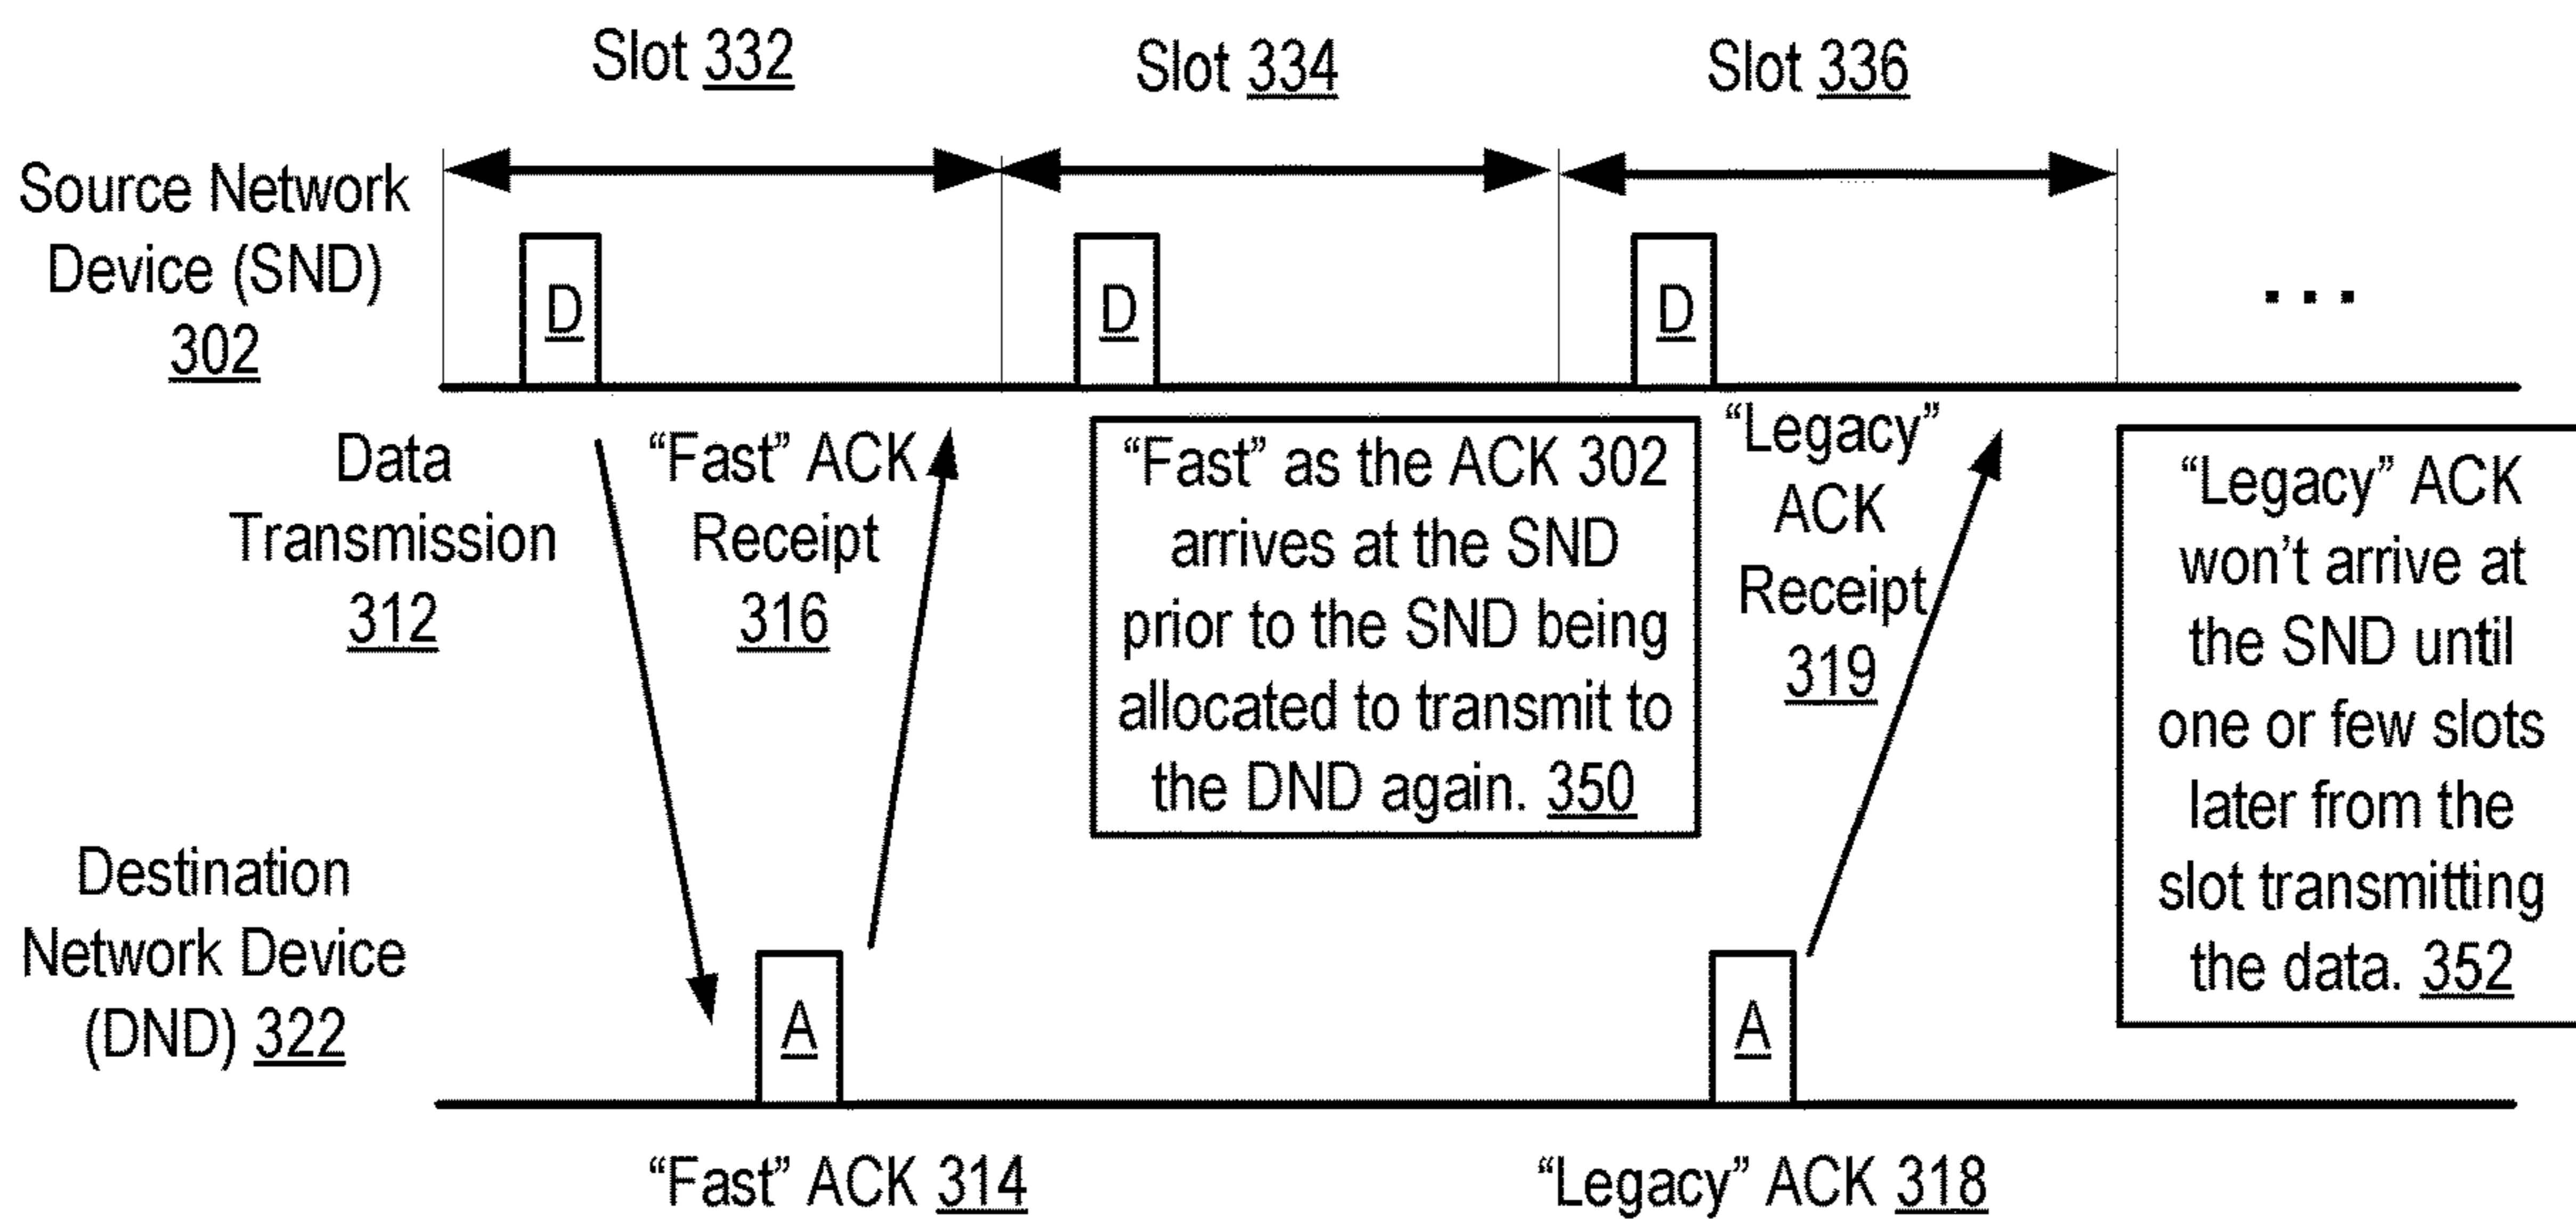 Slot 332
Slot 334
Slot 336
Source Network
Device (SND)
302
D
D
D
...
Data
Transmission
312
“Fast” ACK
Receipt
316
“Fast” as the ACK 302
arrives at the SND
prior to the SND being
allocated to transmit to
the DND again. 350
“Legacy”
ACK
Receipt
319
“Legacy” ACK
won’t arrive at
the SND until
one or few slots
later from the
slot transmitting
the data. 352
Destination
Network Device
(DND) 322
A
A
“Fast” ACK 314
“Legacy” ACK 318